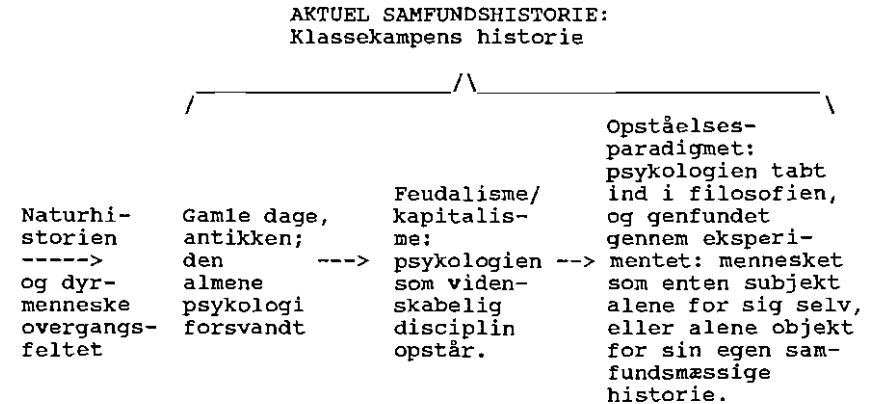 AKTUEL SAMFUNDSHISTORIE:
Klassekampens historie
Naturhi-
storien
----->
og dyr-
menneske
overgangs-
feltet
Gamle dage,
antikken;
den --->
almene
psykologi
forsvandt
Feudalisme/
kapitalis-
me:
psykologien -->
som viden-
skabelig
disciplin
opstår.
Opståelses-
paradigmet:
psykologien tabt
ind i filosofien,
og genfundet
gennem eksperi-
mentet: mennesket
som enten subjekt
alene for sig selv,
eller alene objekt
for sin egen sam-
fundsmæssige
historie.